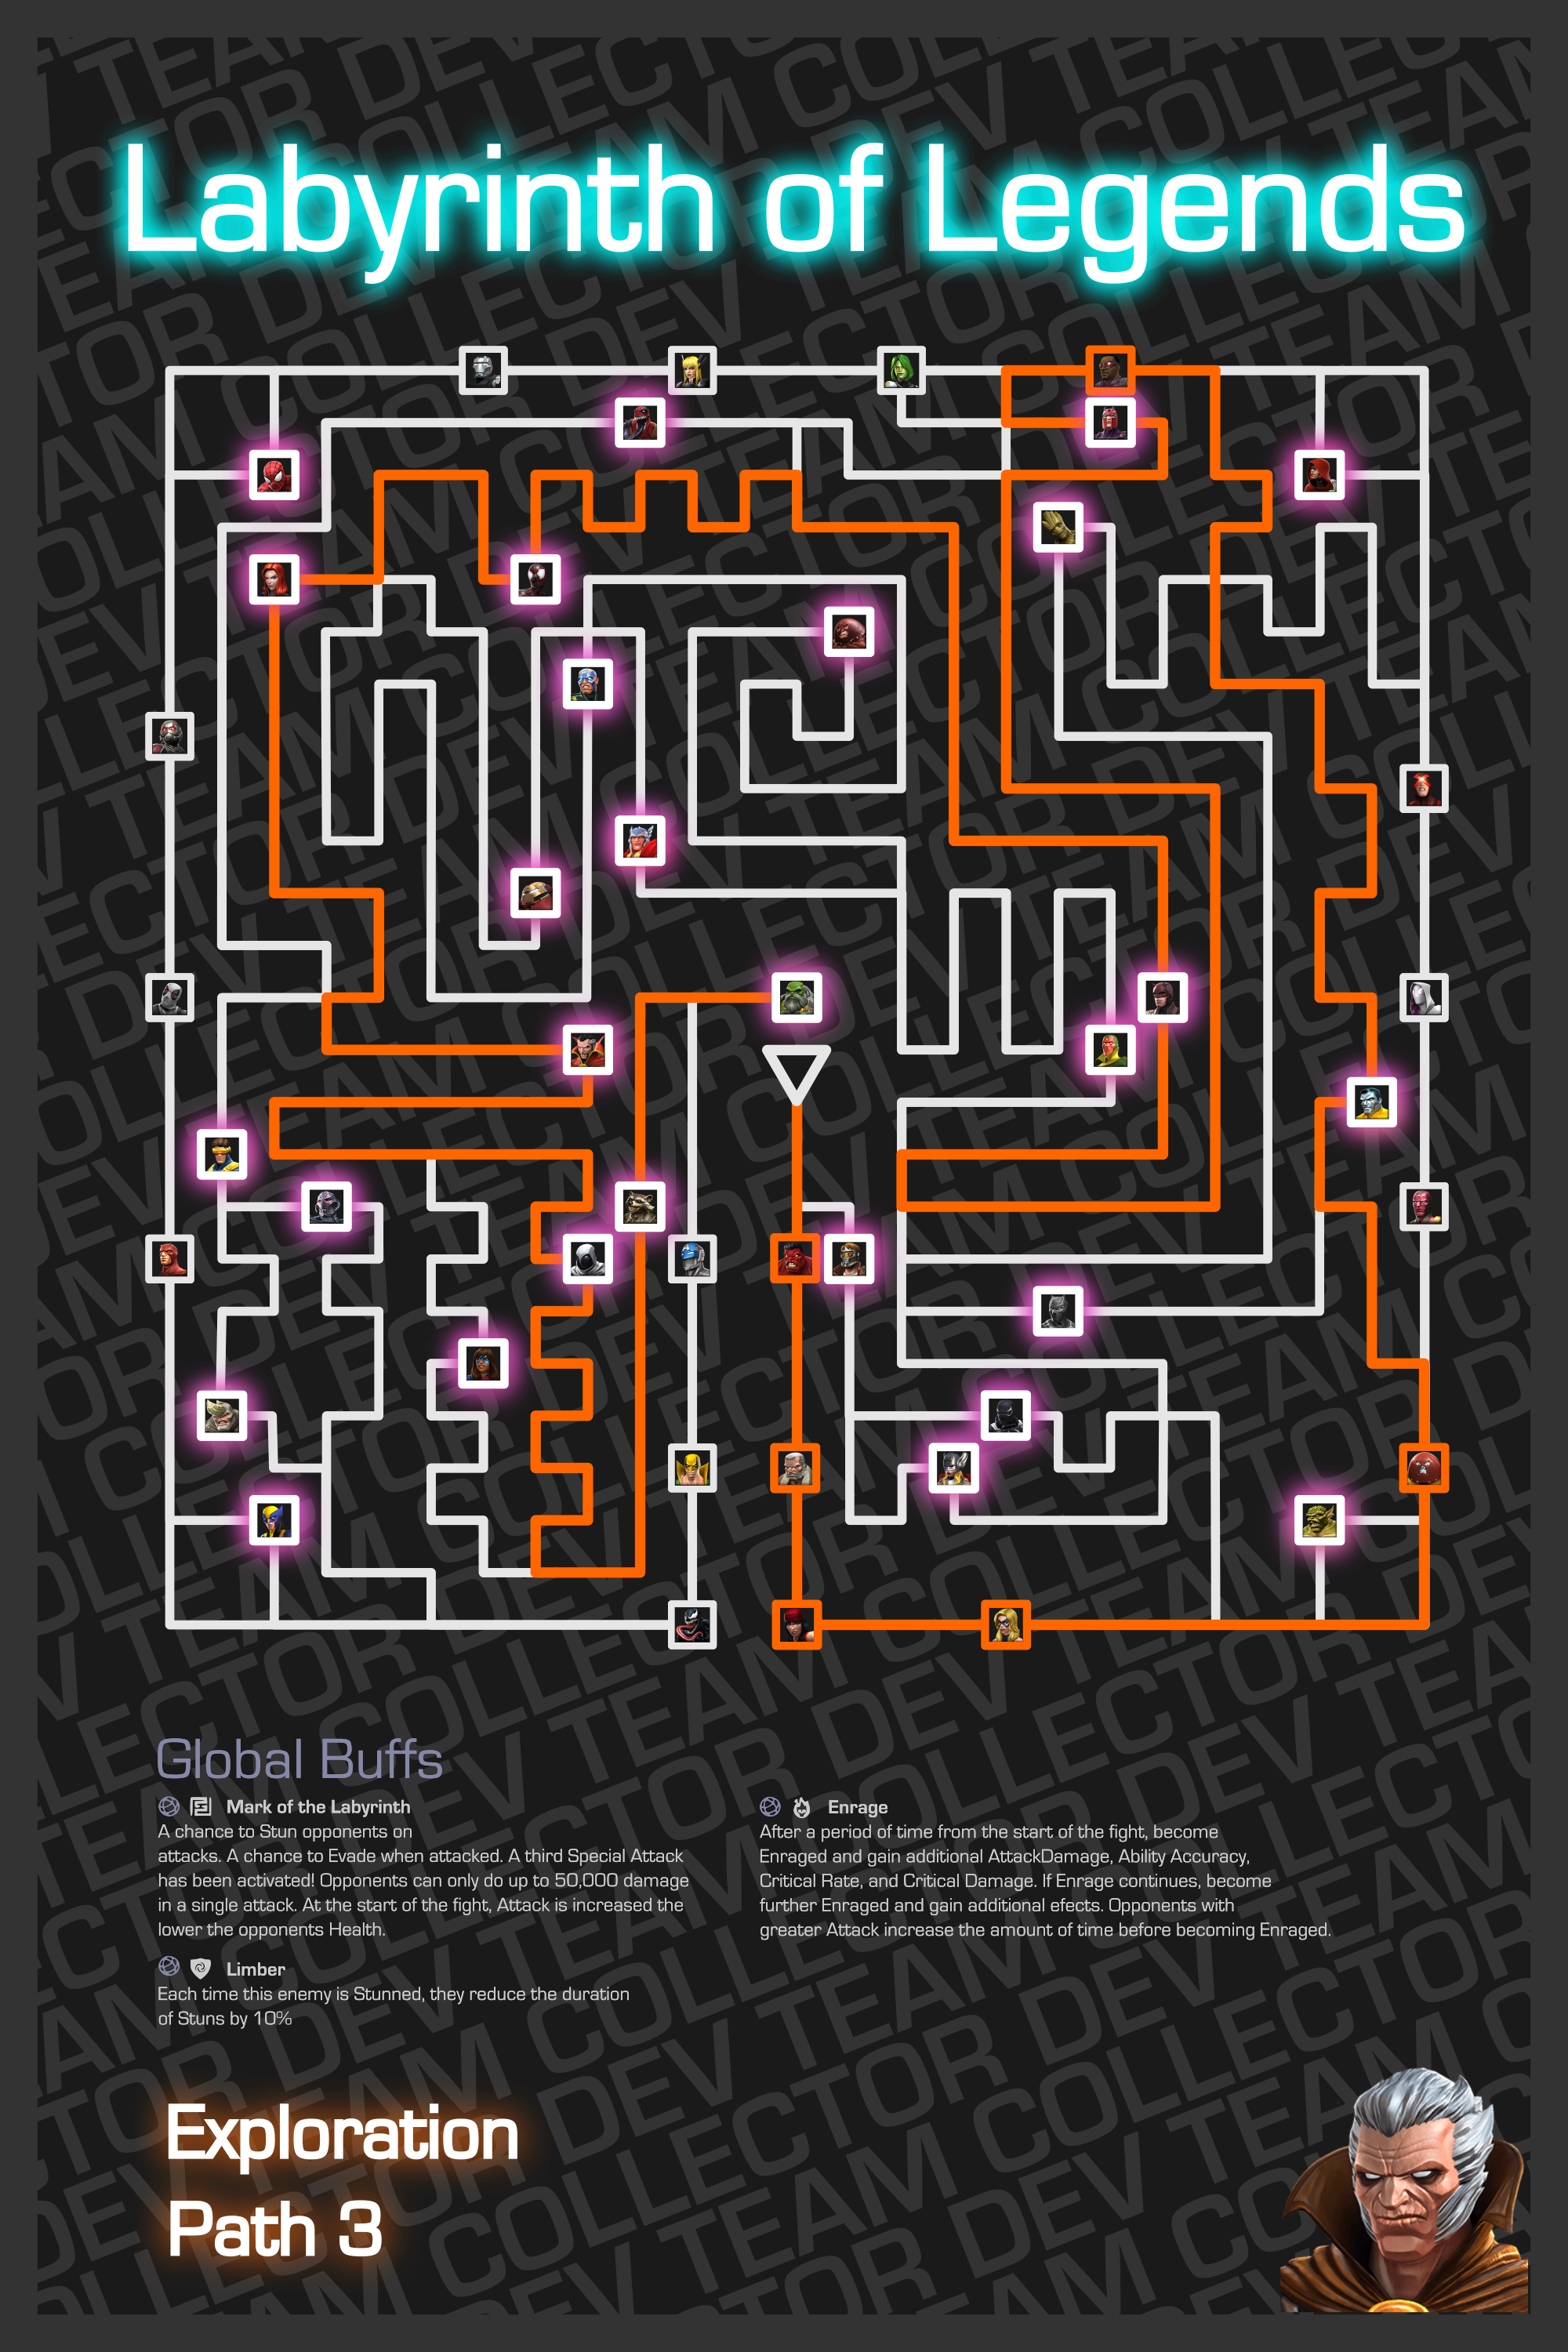 Labyrinth of Legends
Global Buffs
Mark of the Labyrinth
A chance to Stun opponents on
attacks. A chance to Evade when attacked. A third Special Attack
has been activated! Opponents can only do up to 50,000 damage
in a single attack. At the start of the fight, Attack is increased the
lower the opponents Health.
Limber
Each time this enemy is Stunned, they reduce the duration
of Stuns by 10%
Enrage
After a period of time from the start of the fight, become
Enraged and gain additional AttackDamage, Ability Accuracy,
Critical Rate, and Critical Damage. If Enrage continues, become
further Enraged and gain additional efects. Opponents with
greater Attack increase the amount of time before becoming Enraged.
Exploration
Path 3